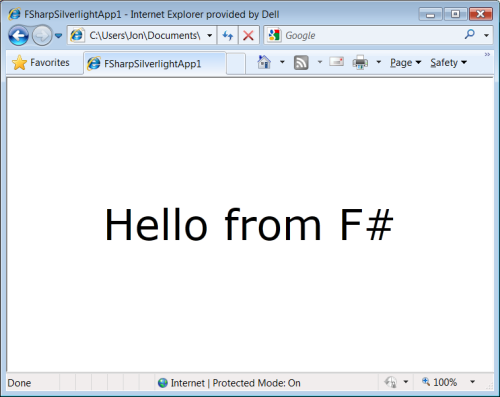 FSharpSilverlightApp1 - Internet Explorer provided by Dell
C:\Users\Jon\Documents\ Google
Favorites FSharpSilverlightApp1 Page Safety »
Hello from F#
Done Internet | Protected Mode: On 100%